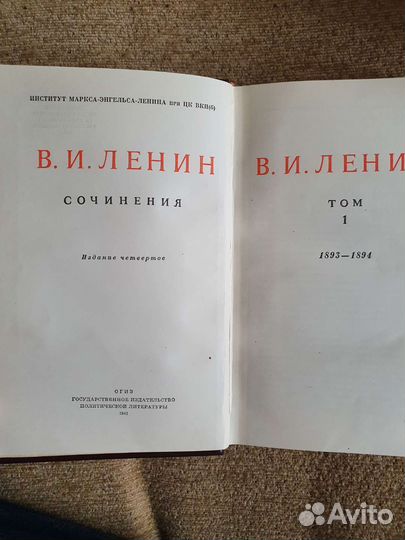 ИНСТИТУТ МАРКСА-ЭНГЕЛЬСА-ЛЕНИНА при ЦК ВКП(б)
В. И. ЛЕНИН
СОЧИНЕНИЯ
Издание четвертое
ОГИЗ
ГОСУДАРСТВЕННОЕ ИЗДАТЕЛЬСТВО
ПОЛИТИЧЕСКОЙ ЛИТЕРАТУРЫ
В. И. ЛЕНИ
ТОМ
1
1893—1894
Avito